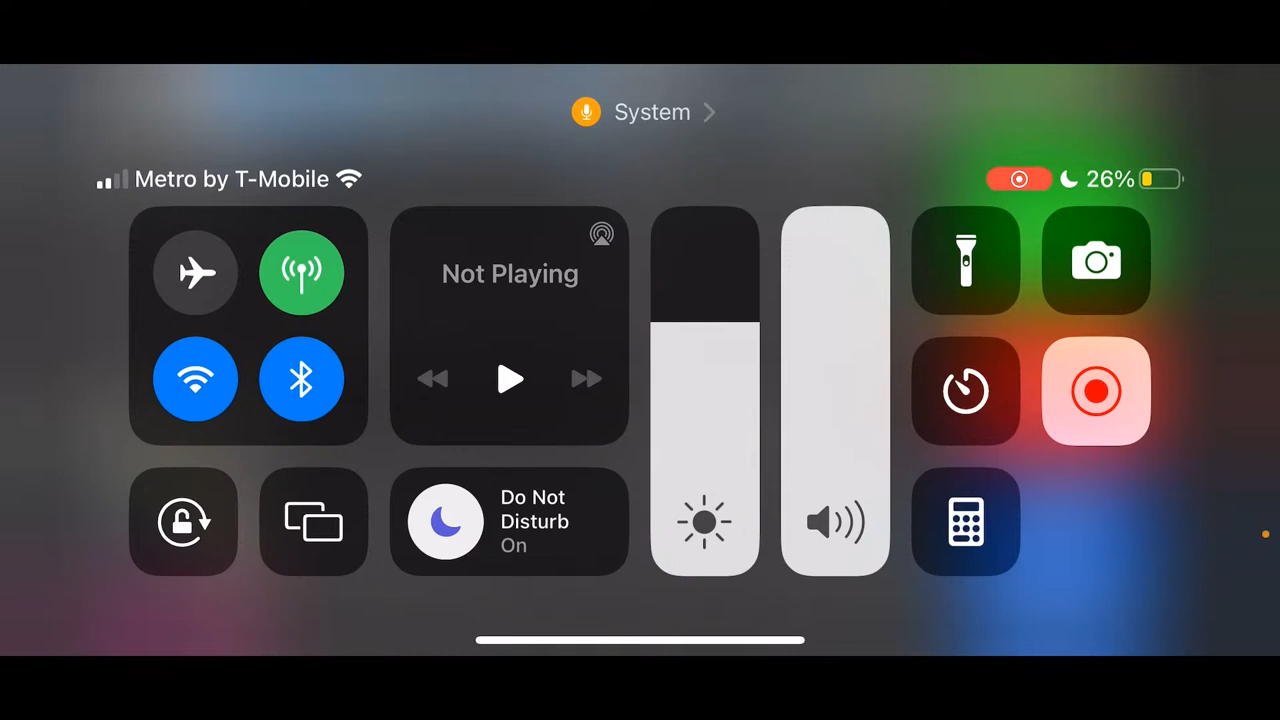 System
Metro by T-Mobile
26%
Not Playing
Do Not
Disturb
On